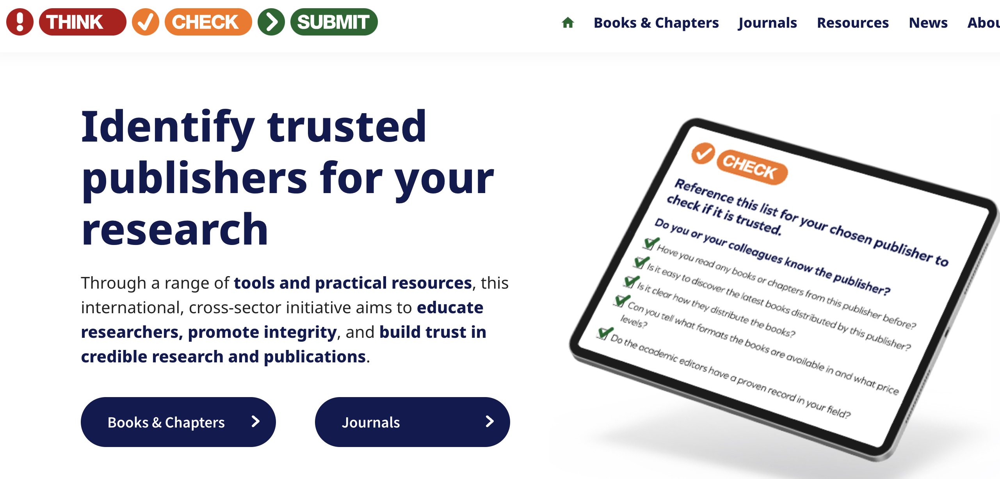 THINK CHECK SUBMIT
Books & Chapters Journals Resources News
Identify trusted
publishers for your
research
Through a range of tools and practical resources, this
international, cross-sector initiative aims to educate
researchers, promote integrity, and build trust in
credible research and publications.
Books & Chapters
Journals
CHECK
Reference this list for your chosen publisher to
check if it is trusted.
Do you or your colleagues know the publisher?
Have you read any books or chapters from this publisher before?
Is it easy to discover the latest books distributed by this publisher?
Is it clear how they distribute the books?
Can you tell what formats the books are available in and what price
levels?
Do the academic editors have a proven record in your field?